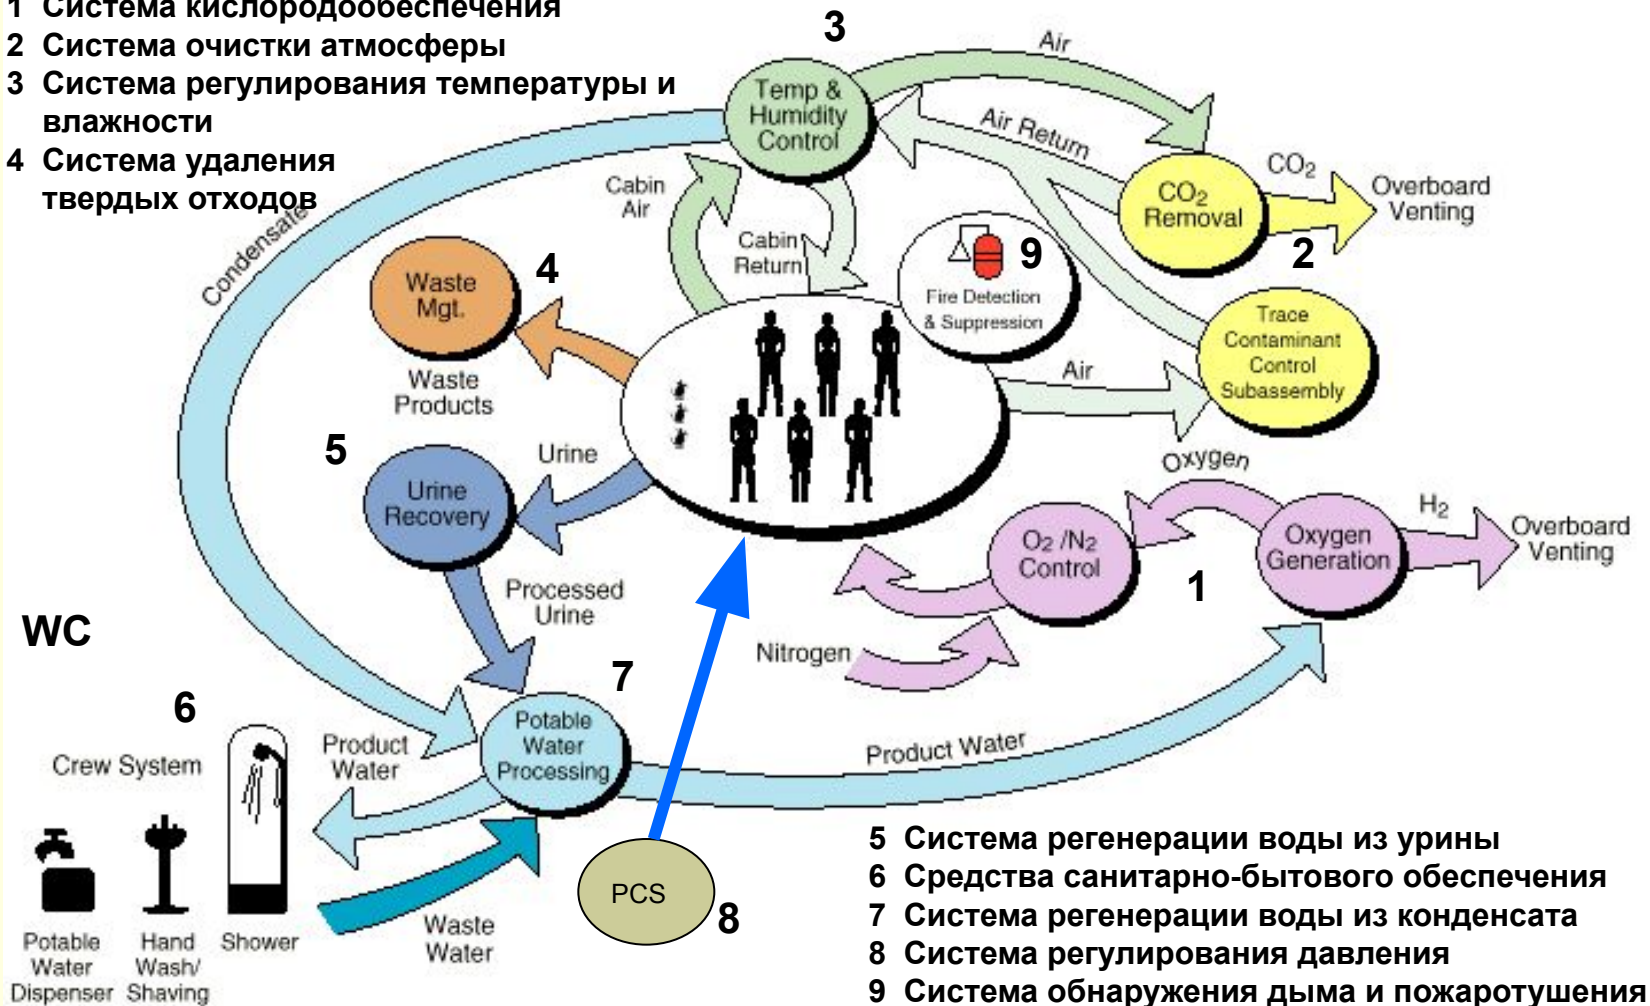 1 Система кислородообеспечения
2 Система очистки атмосферы
3 Система регулирования температуры и
влажности
4 Система удаления
твердых отходов
3
Temp &
Humidity
Control
Air
Air Return
CO2
Removal
CO2
Overboard
Venting
2
Cabin
Air
Cabin
Return
9
Fire Detection
& Suppression
Trace
Contaminant
Control
Subassembly
Air
Condensate
Waste
Mgt.
4
Waste
Products
5
Urine
Urine
Recovery
Processed
Urine
Oxygen
O2 /N2
Control
1
Oxygen
Generation
H2
Overboard
Venting
Nitrogen
WC
6
7
Potable
Water
Processing
Product Water
Crew System
Product
Water
Waste
Water
Potable
Water
Dispenser
Hand
Wash/
Shaving
Shower
PCS
8
5 Система регенерации воды из урины
6 Средства санитарно-бытового обеспечения
7 Система регенерации воды из конденсата
8 Система регулирования давления
9 Система обнаружения дыма и пожаротушения